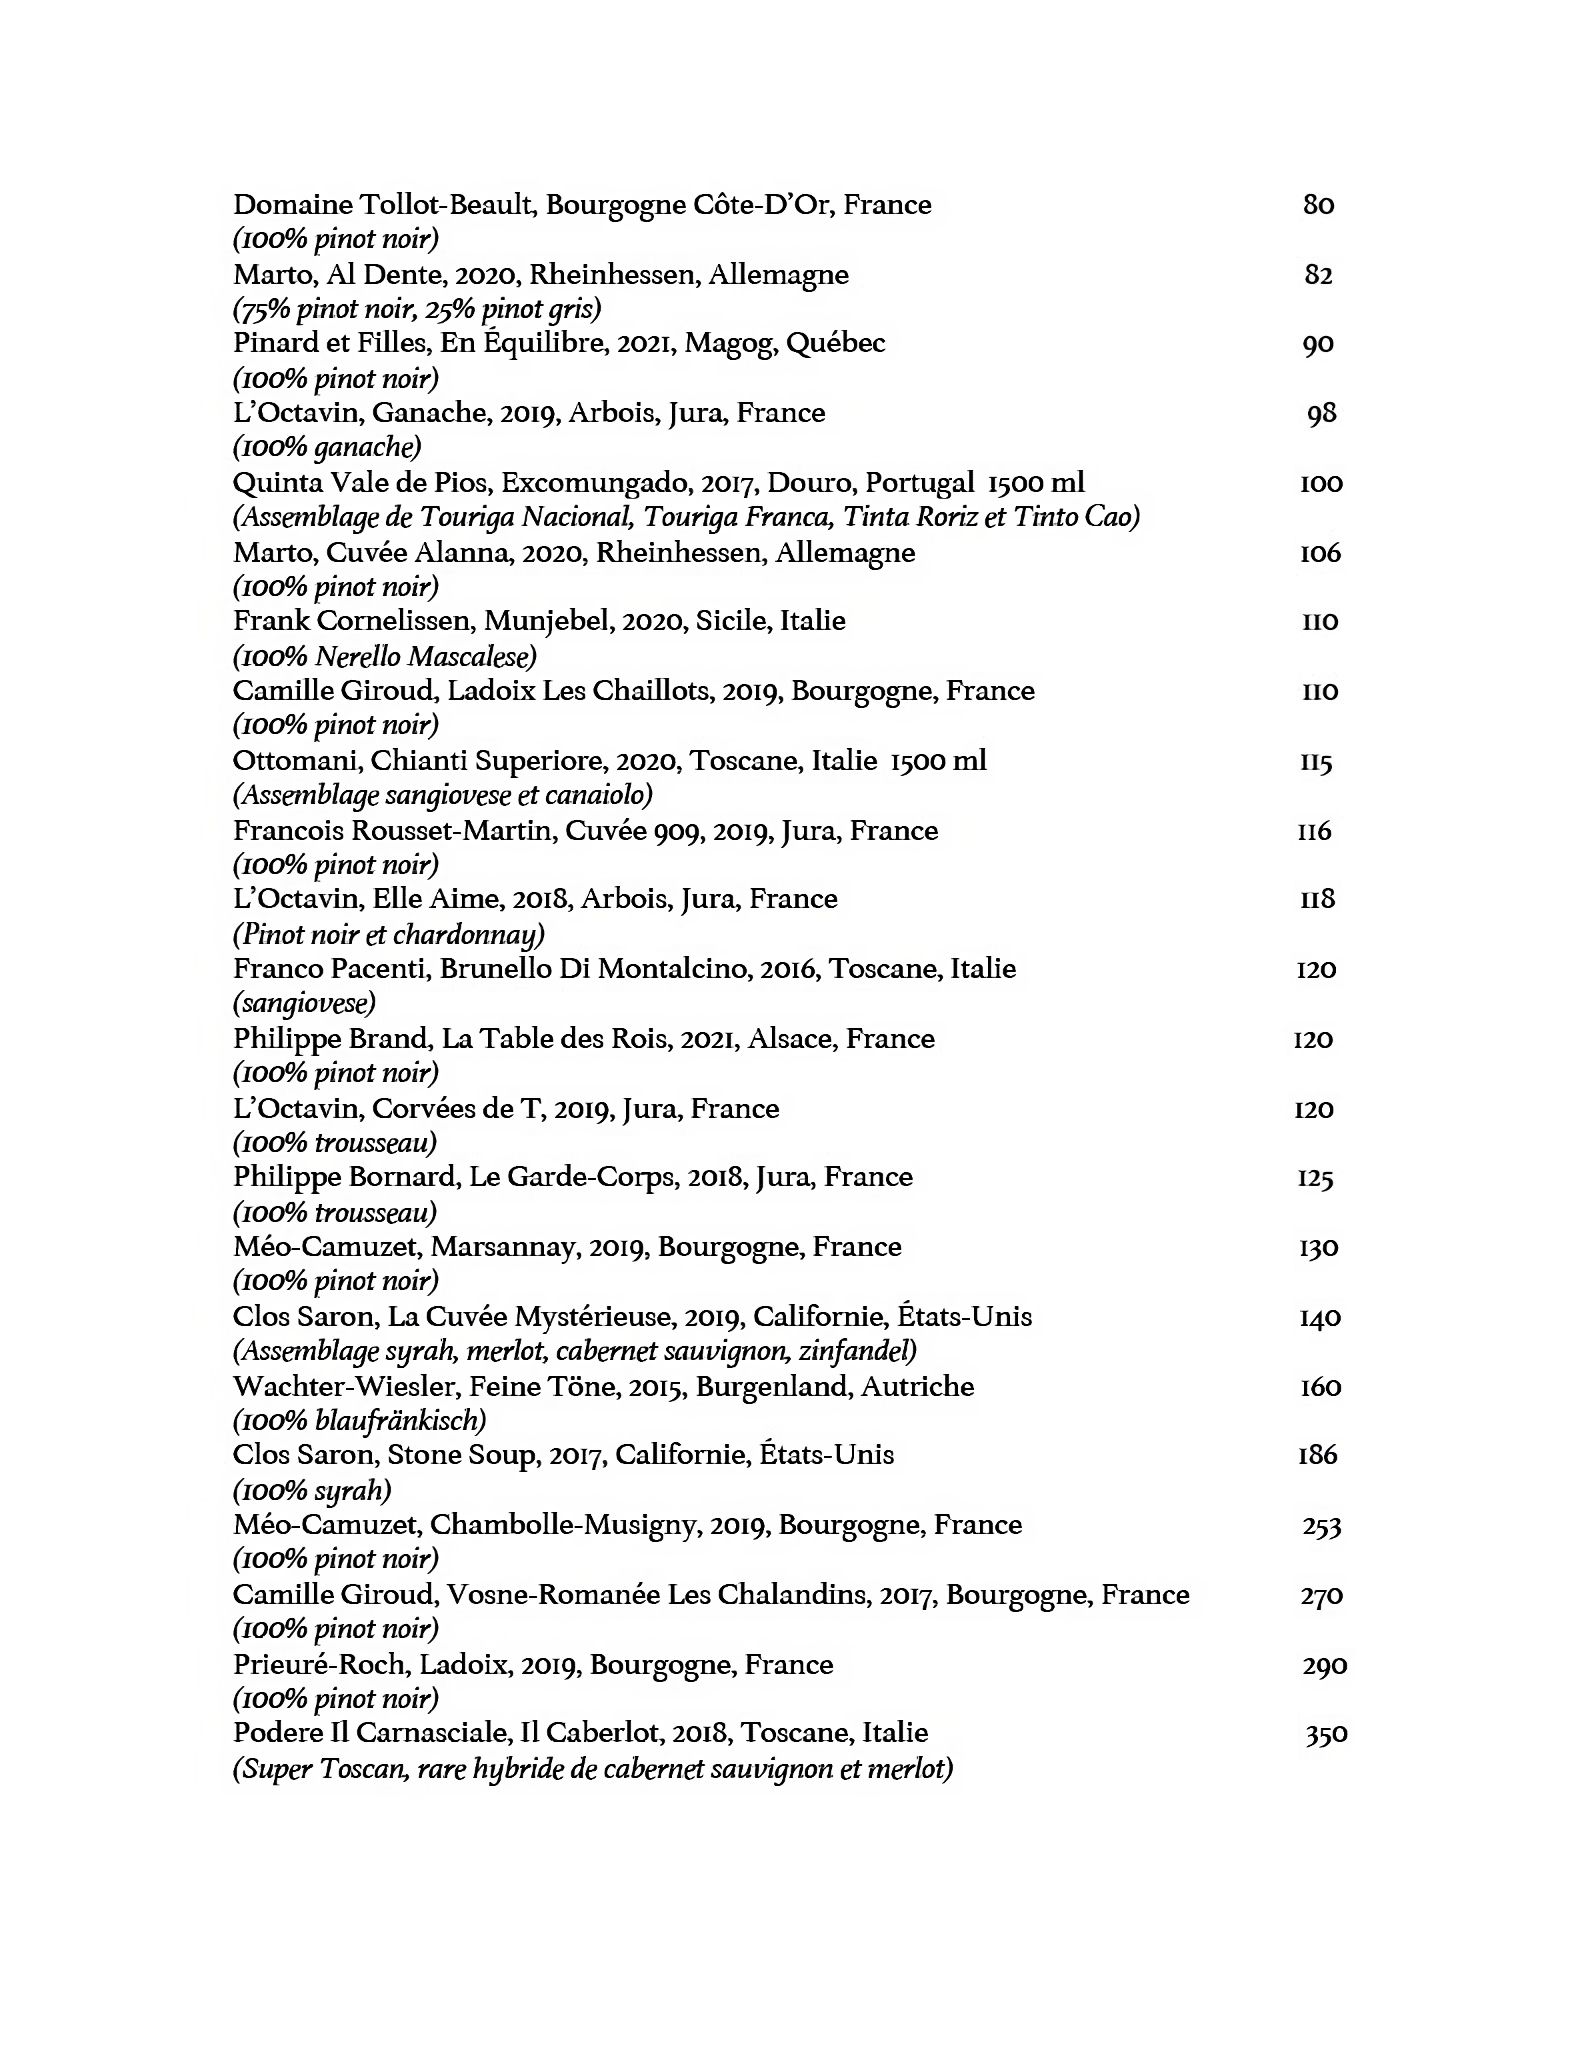 Domaine Tollot-Beault, Bourgogne Côte-D’Or, France 80
(100% pinot noir)
Marto, Al Dente, 2020, Rheinhessen, Allemagne 82
(75% pinot noir, 25% pinot gris)
Pinard et Filles, En Équilibre, 2021, Magog, Québec 90
(100% pinot noir)
L’Octavin, Ganache, 2019, Arbois, Jura, France 98
(100% ganache)
Quinta Vale de Pios, Excomungado, 2017, Douro, Portugal 1500 ml 100
(Assemblage de Touriga Nacional, Touriga Franca, Tinta Roriz et Tinto Cao)
Marto, Cuvée Alanna, 2020, Rheinhessen, Allemagne 106
(100% pinot noir)
Frank Cornelissen, Munjebel, 2020, Sicile, Italie 110
(100% Nerello Mascalese)
Camille Giroud, Ladoix Les Chaillots, 2019, Bourgogne, France 110
(100% pinot noir)
Ottomani, Chianti Superiore, 2020, Toscane, Italie 1500 ml 115
(Assemblage sangiovese et canaiolo)
Francois Rousset-Martin, Cuvée 909, 2019, Jura, France 116
(100% pinot noir)
L’Octavin, Elle Aime, 2018, Arbois, Jura, France 118
(Pinot noir et chardonnay)
Franco Pacenti, Brunello Di Montalcino, 2016, Toscane, Italie 120
(sangiovese)
Philippe Brand, La Table des Rois, 2021, Alsace, France 120
(100% pinot noir)
L’Octavin, Corvées de T, 2019, Jura, France 120
(100% trousseau)
Philippe Bornard, Le Garde-Corps, 2018, Jura, France 125
(100% trousseau)
Méo-Camuzet, Marsannay, 2019, Bourgogne, France 130
(100% pinot noir)
Clos Saron, La Cuvée Mystérieuse, 2019, Californie, États-Unis 140
(Assemblage syrah, merlot, cabernet sauvignon, zinfandel)
Wachter-Wiesler, Feine Töne, 2015, Burgenland, Autriche 160
(100% blaufränkisch)
Clos Saron, Stone Soup, 2017, Californie, États-Unis 186
(100% syrah)
Méo-Camuzet, Chambolle-Musigny, 2019, Bourgogne, France 253
(100% pinot noir)
Camille Giroud, Vosne-Romanée Les Chalandins, 2017, Bourgogne, France 270
(100% pinot noir)
Prieuré-Roch, Ladoix, 2019, Bourgogne, France 290
(100% pinot noir)
Podere Il Carnasciale, Il Caberlot, 2018, Toscane, Italie 350
(Super Toscan, rare hybride de cabernet sauvignon et merlot)